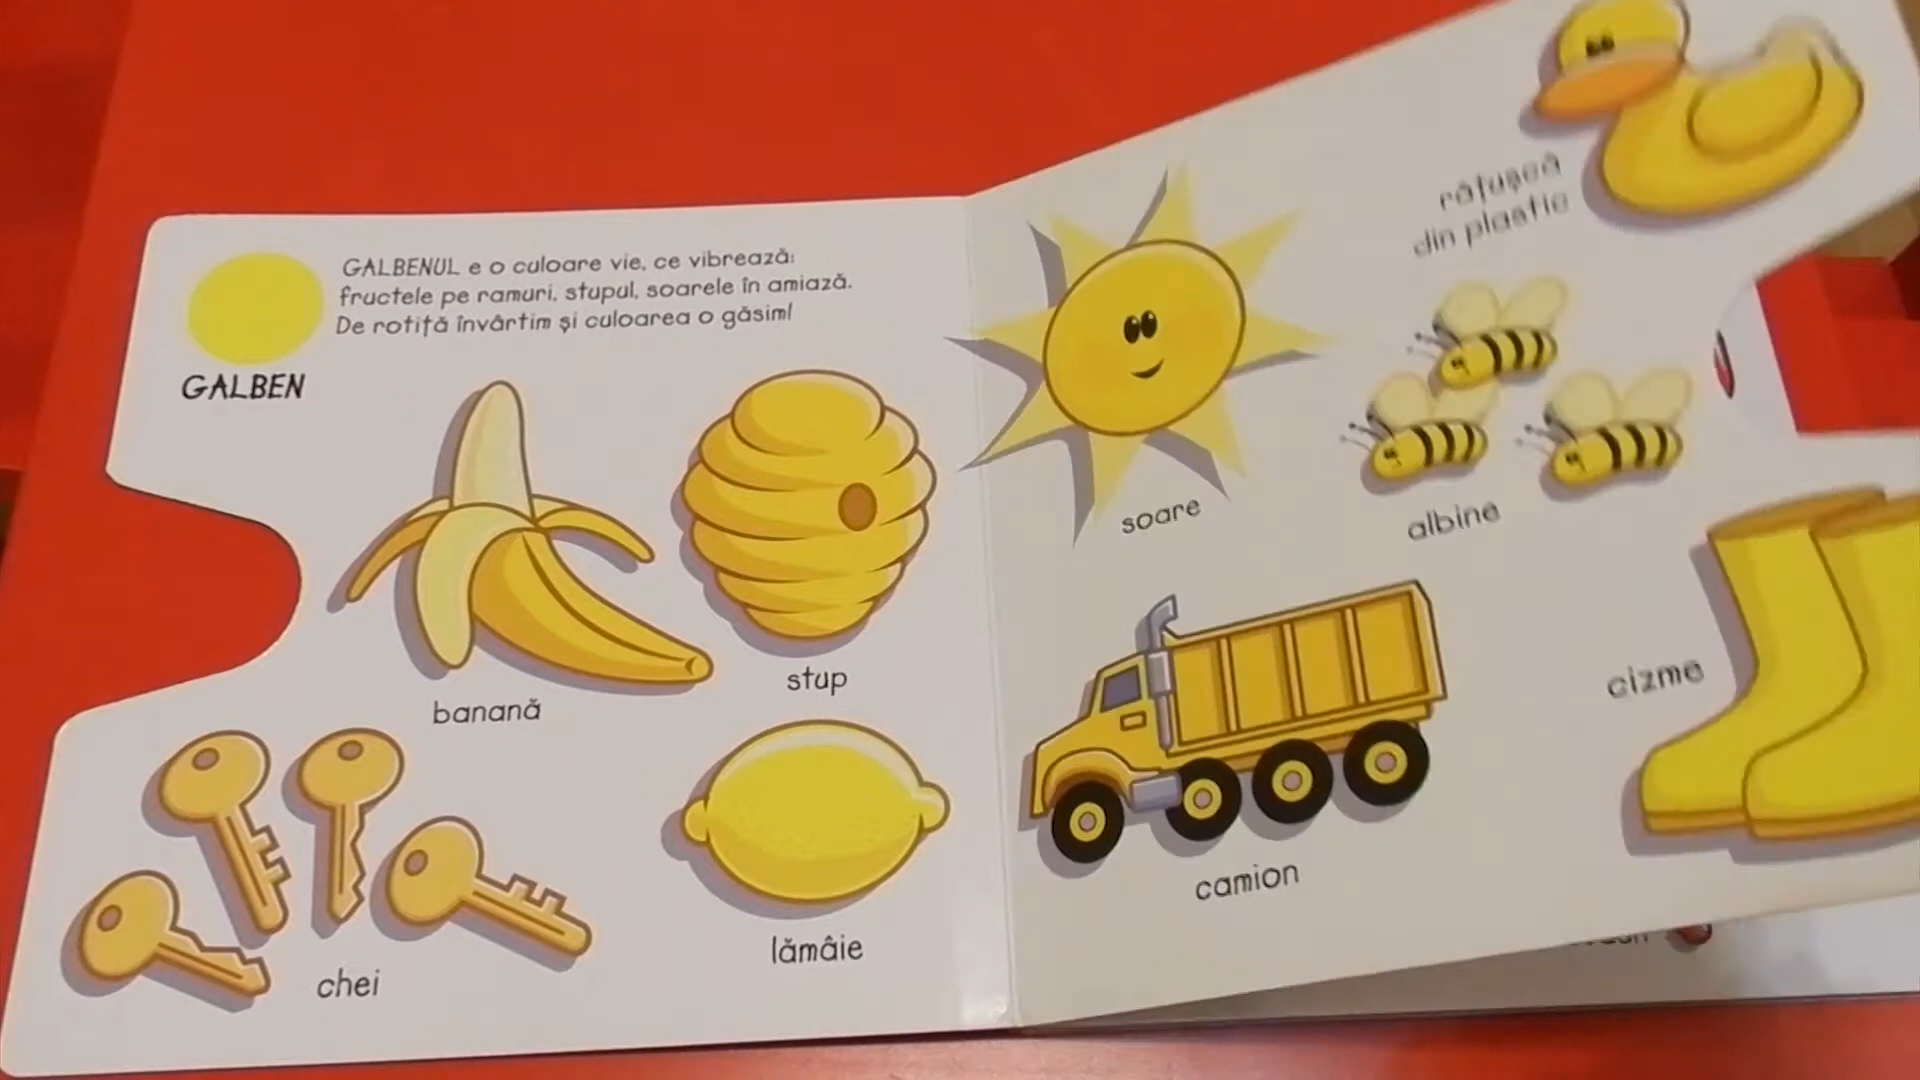 GALBENUL e o culoare vie, ce vibrează:
fructele pe ramuri, stupul, soarele în amiază.
De rotiță învârtim și culoarea o găsim!
GALBEN
banană
stup
chei
lămâie
soare
rățușcă
din plastic
albine
camion
cizme